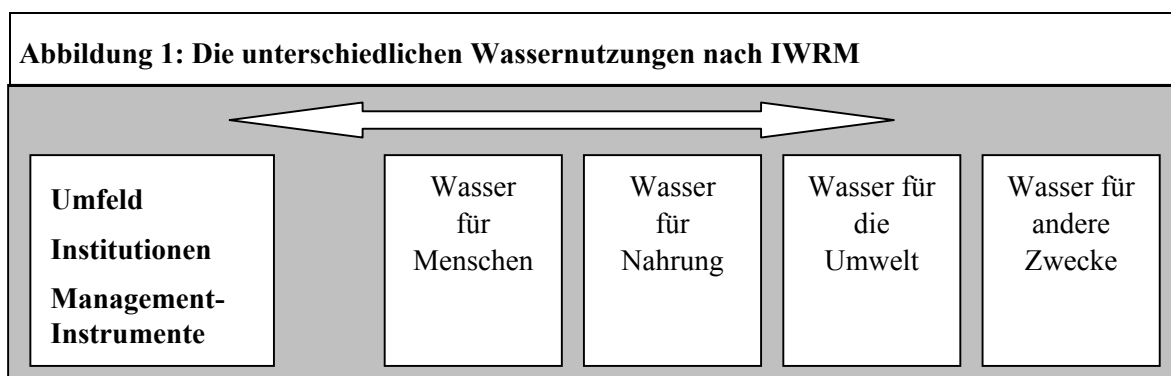 Abbildung 1: Die unterschiedlichen Wassernutzungen nach IWRM
Umfeld
Institutionen
Management-
Instrumente
Wasser
für
Menschen
Wasser
für
Nahrung
Wasser für
die
Umwelt
Wasser für
andere
Zwecke